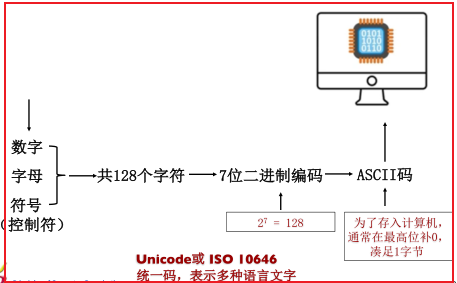 0101
1010
0110
数字
字母
符号
(控制符)
共128个字符
7位二进制编码
ASCII码
2⁷ = 128
为了存入计算机，
通常在最高位补0，
凑足1字节
Unicode或 ISO 10646
统一码，表示多种语言文字